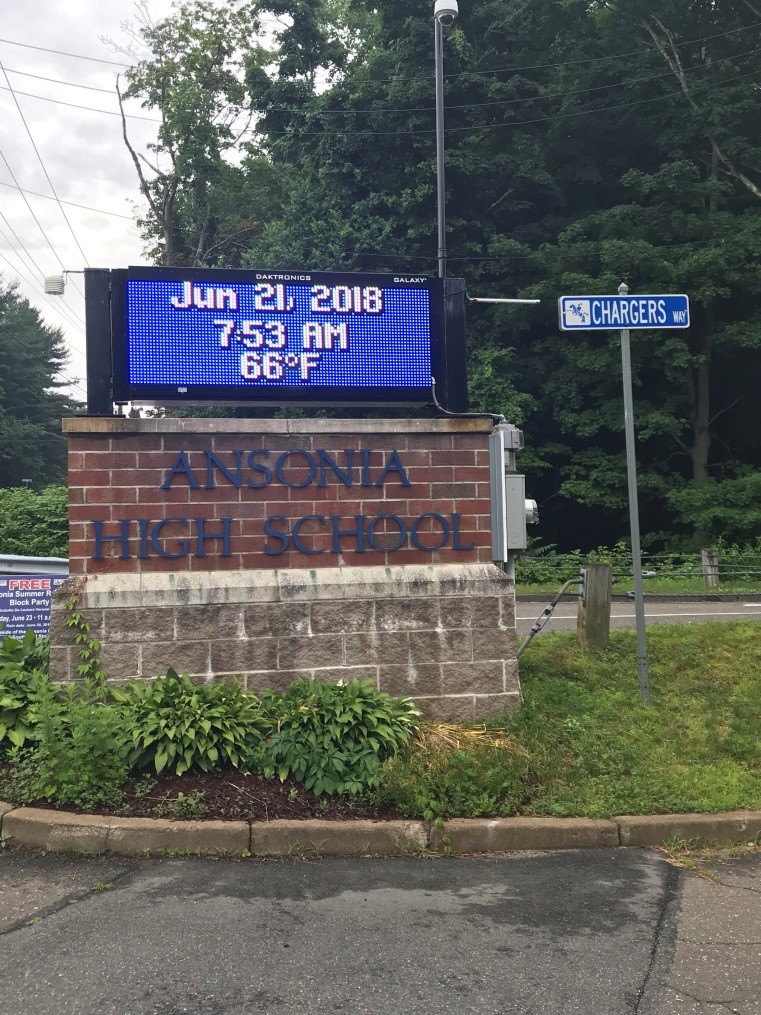 DAKTRONICS GALAXY
Jun 21, 2018
7:53 AM
66°F
CHARGERS WAY
ANSONIA
HIGH SCHOOL
FREE
Summer
Block Party
June 23 - 11